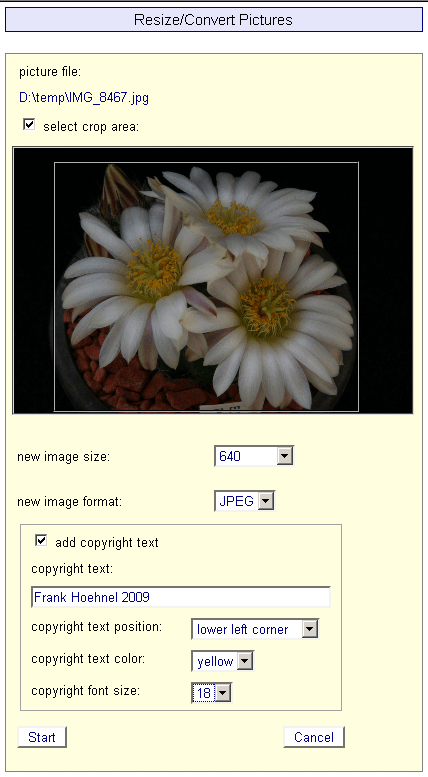 Resize/Convert Pictures
picture file:
D:\temp\IMG_8467.jpg
select crop area:
new image size: 640
new image format: JPEG
add copyright text
copyright text:
Frank Hoehnel 2009
copyright text position: lower left corner
copyright text color: yellow
copyright font size: 18
Start Cancel